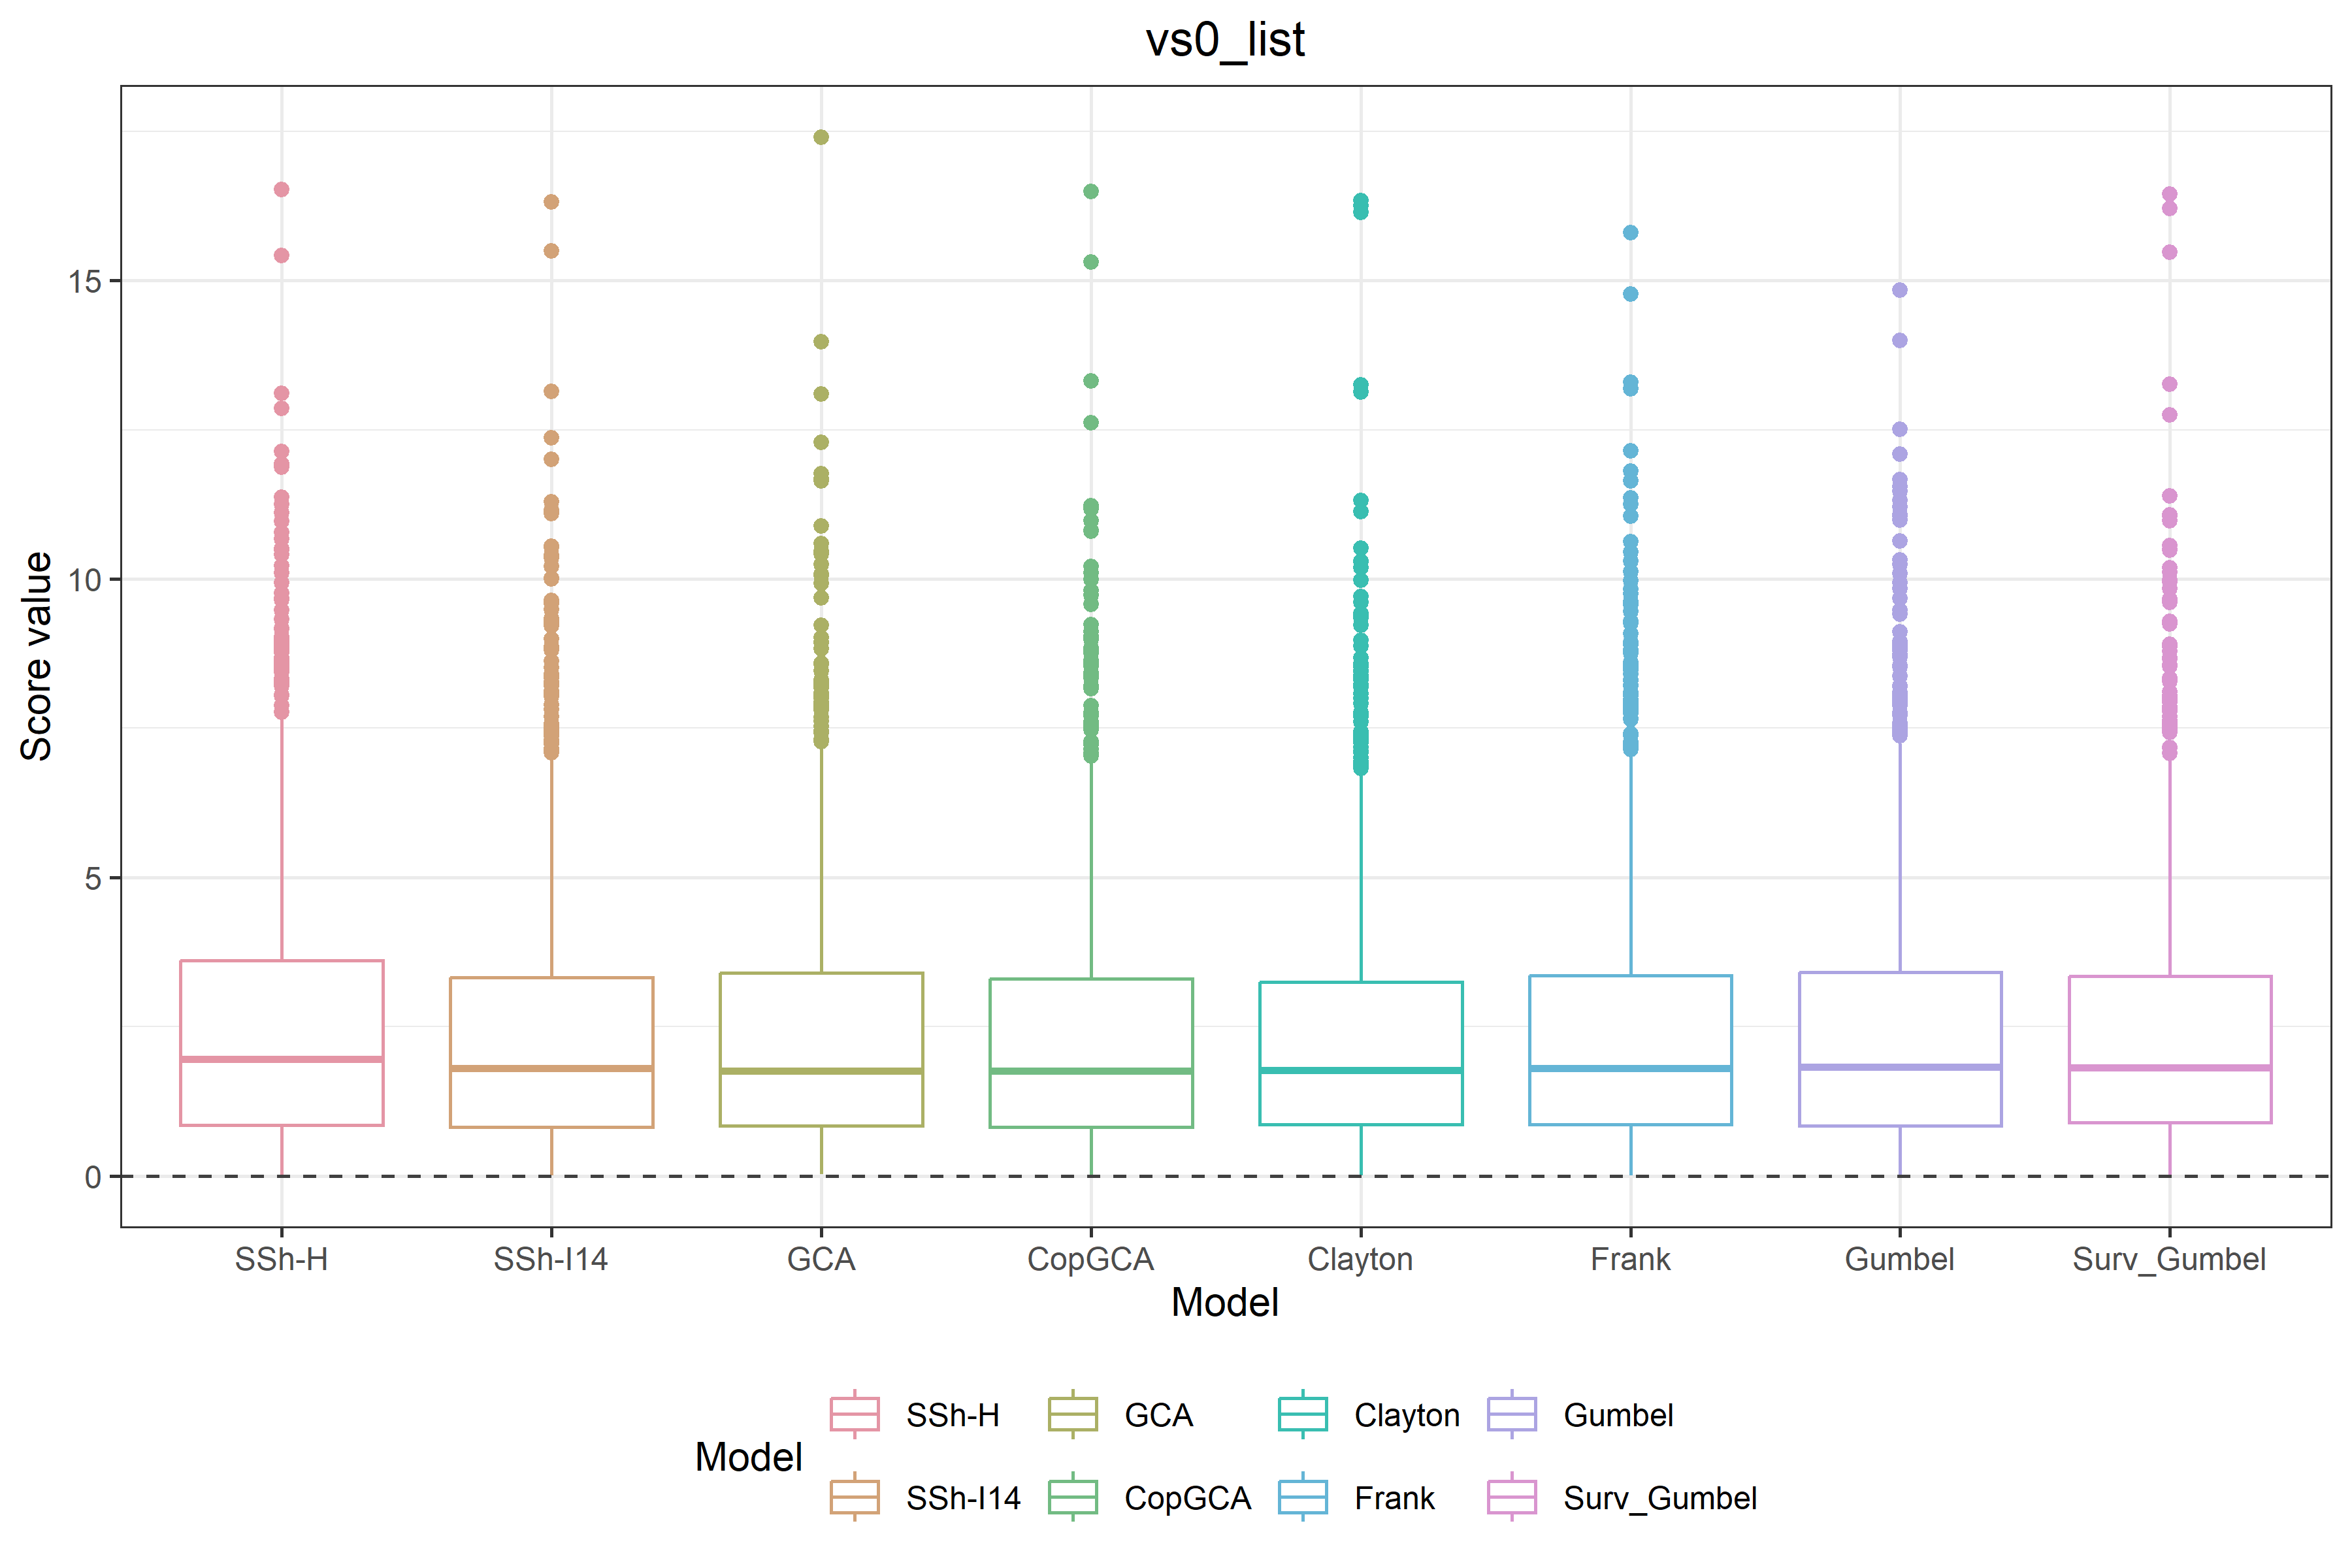 vs0_list
Score value
15
10
5
0
SSh-H SSh-I14 GCA CopGCA Clayton Frank Gumbel Surv_Gumbel
Model
Model
SSh-H GCA Clayton Gumbel
SSh-I14 CopGCA Frank Surv_Gumbel